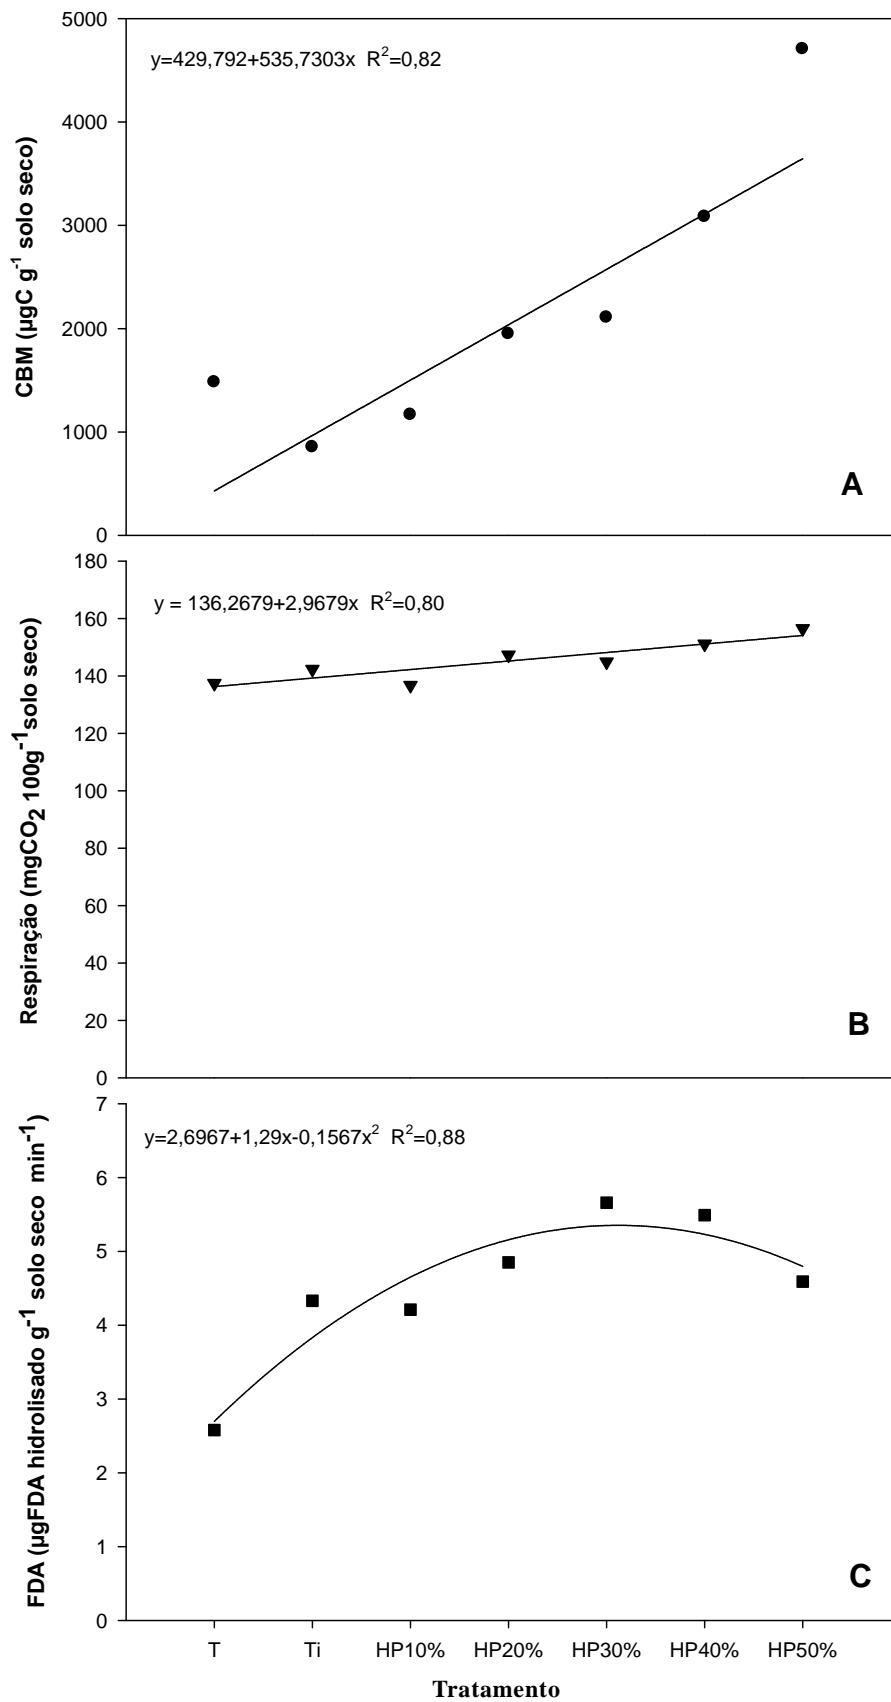 y=429,792+535,7303x R²=0,82
5000
4000
3000
2000
1000
0
CBM (µgC g⁻¹ solo seco)
A
y = 136,2679+2,9679x R²=0,80
180
160
140
120
100
80
60
40
20
0
Respiração (mgCO₂ 100g⁻¹solo seco)
B
y=2,6967+1,29x-0,1567x² R²=0,88
7
6
5
4
3
2
1
0
FDA (µgFDA hidrolisado g⁻¹ solo seco min⁻¹)
C
T Ti HP10% HP20% HP30% HP40% HP50%
Tratamento